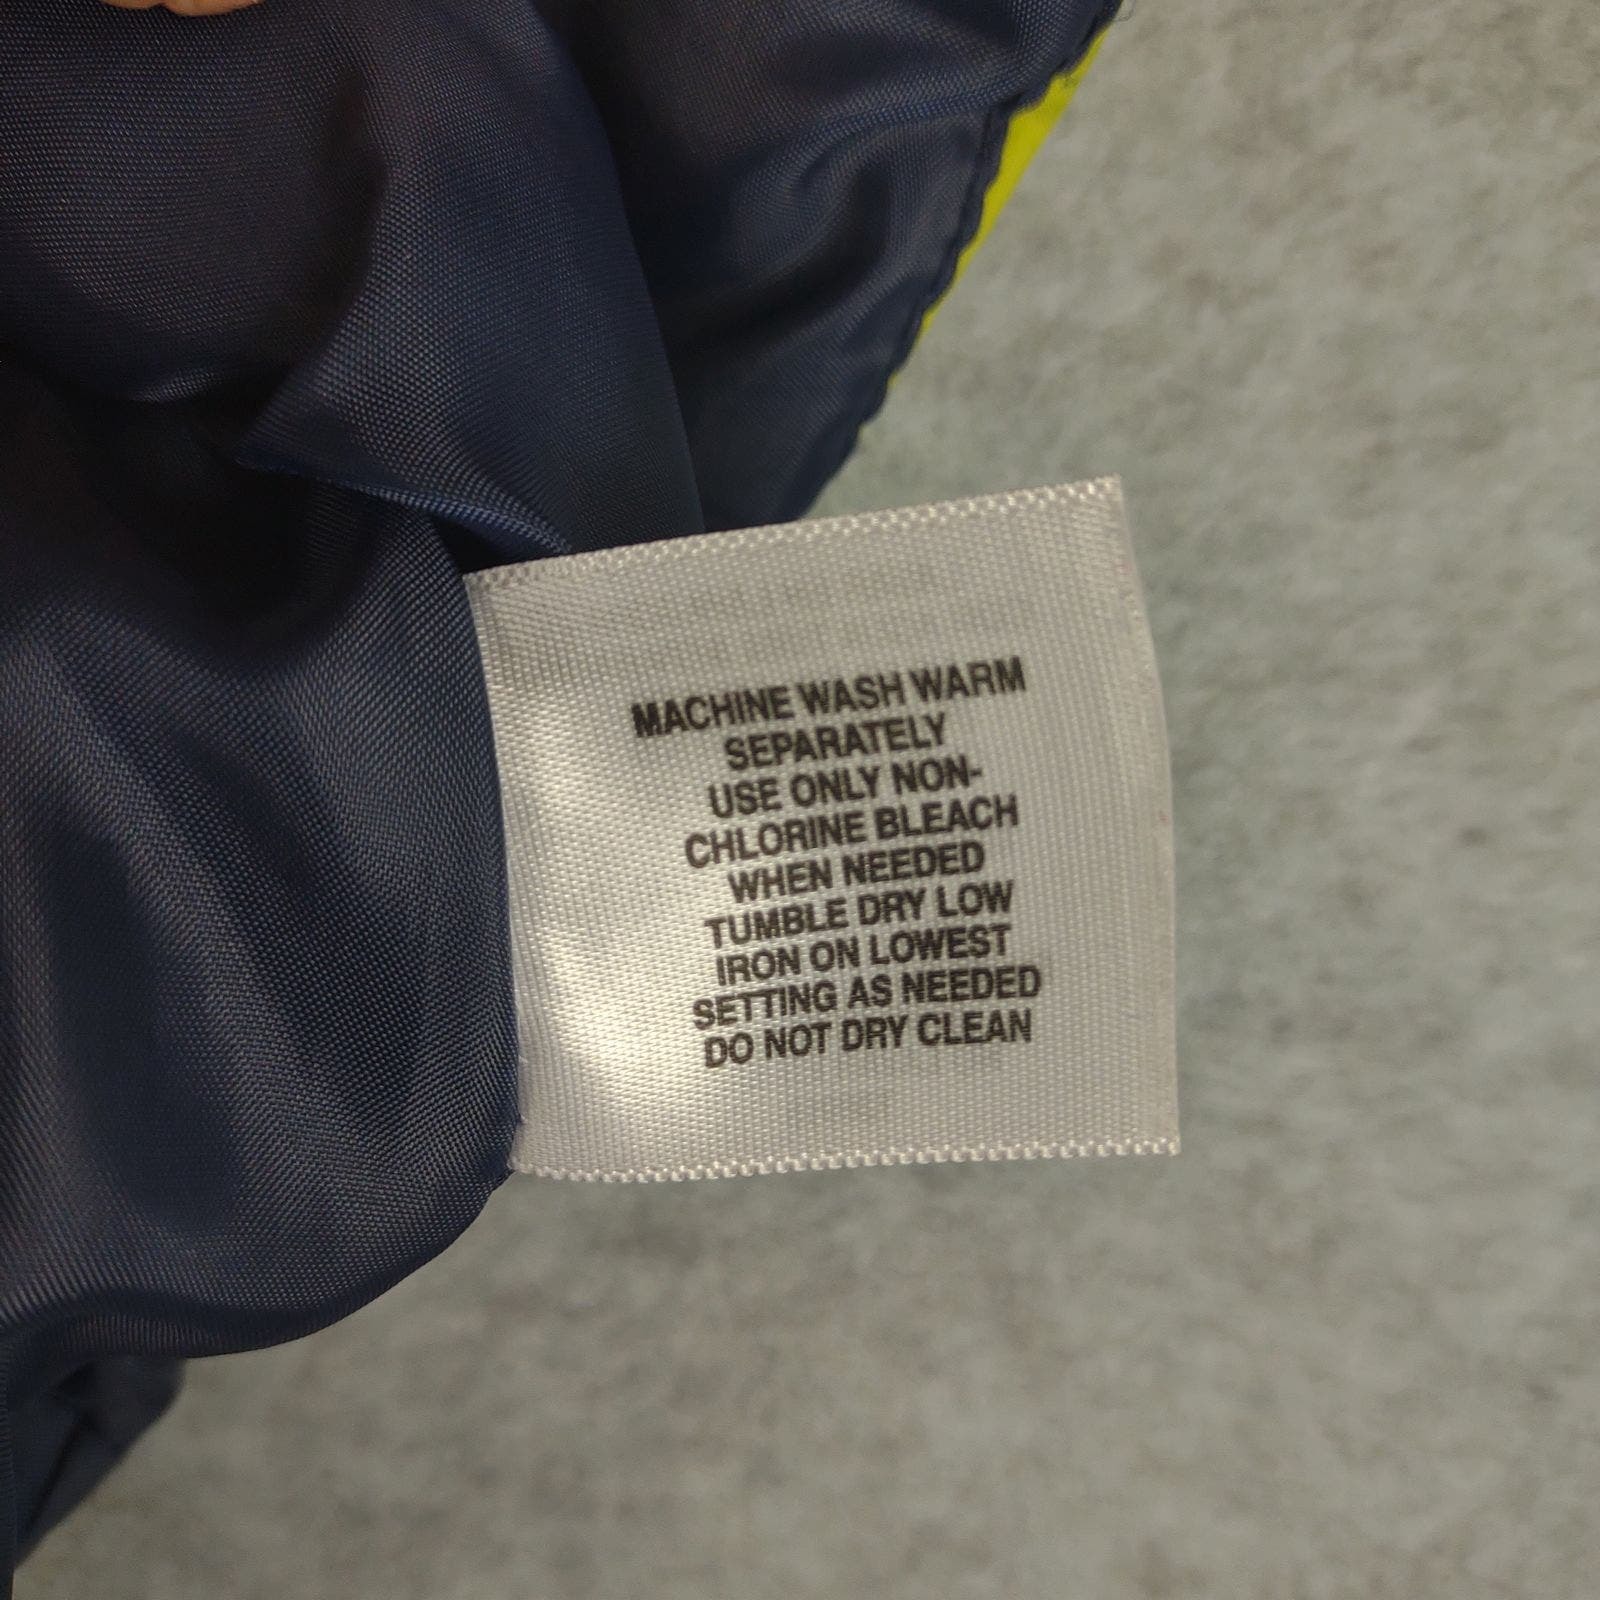 MACHINE WASH WARM
SEPARATELY
USE ONLY NON-
CHLORINE BLEACH
WHEN NEEDED
TUMBLE DRY LOW
IRON ON LOWEST
SETTING AS NEEDED
DO NOT DRY CLEAN